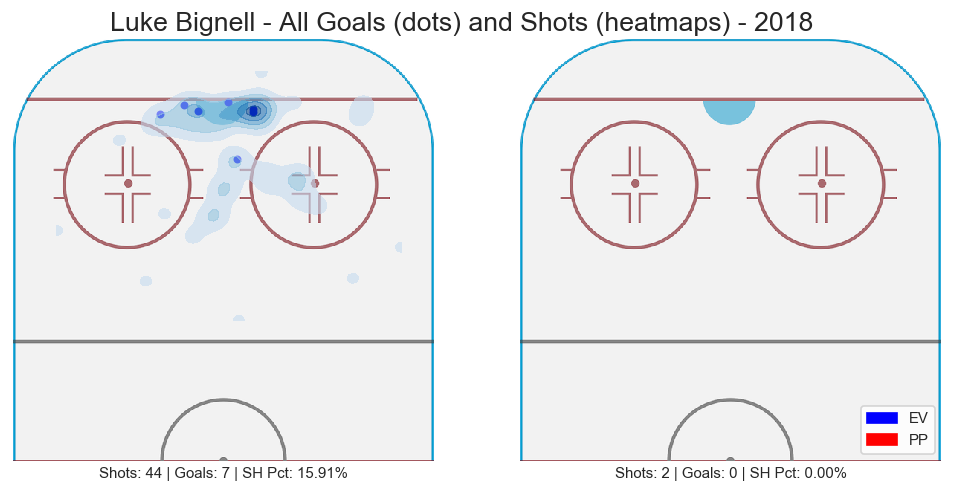 Luke Bignell - All Goals (dots) and Shots (heatmaps) - 2018
EV
PP
Shots: 44 | Goals: 7 | SH Pct: 15.91%
Shots: 2 | Goals: 0 | SH Pct: 0.00%